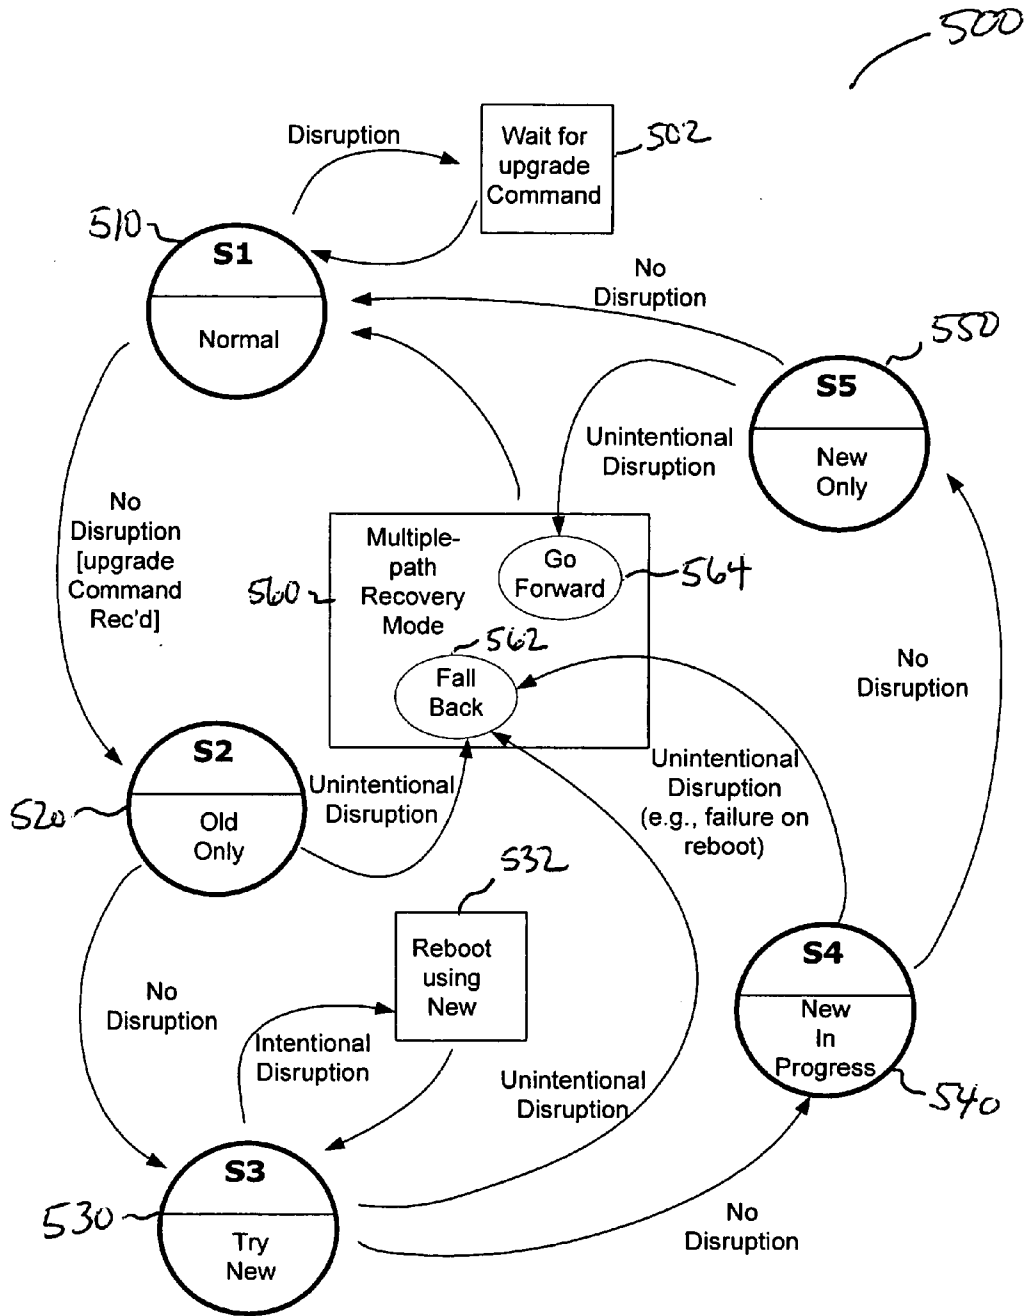 500
Disruption
Wait for
upgrade
Command
502
510
S1
Normal
No
Disruption
550
S5
New
Only
Unintentional
Disruption
No
Disruption
[upgrade
Command
Rec'd]
Multiple-
path
Recovery
Mode
560
Go
Forward
564
562
Fall
Back
No
Disruption
S2
Old
Only
520
Unintentional
Disruption
Unintentional
Disruption
(e.g., failure on
reboot)
532
Reboot
using
New
S4
New
In
Progress
540
No
Disruption
Intentional
Disruption
Unintentional
Disruption
S3
Try
New
530
No
Disruption